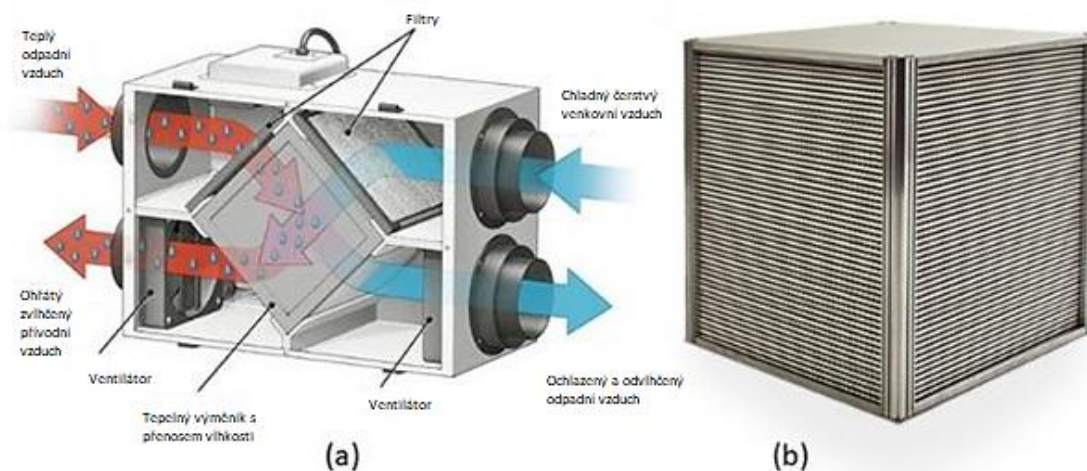 Filtry
Teplý
odpadní
vzduch
Chladný čerstvý
venkovní vzduch
Ohřátý
zvlhčený
přívodní
vzduch
Ventilátor
Tepelný výměník s
přenosem vlhkosti
Ventilátor
Ochlazený a odvlhčený
odpadní vzduch
(a)
(b)